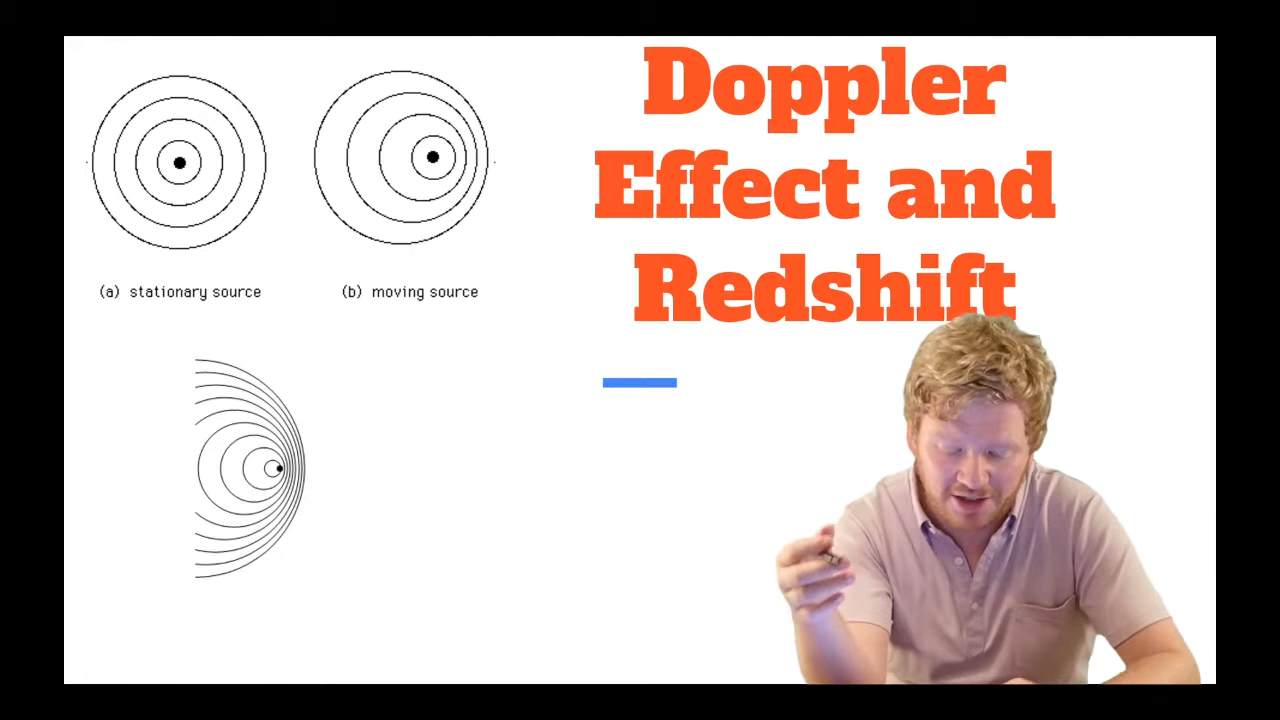 Doppler
Effect and
Redshift
(a) stationary source
(b) moving source